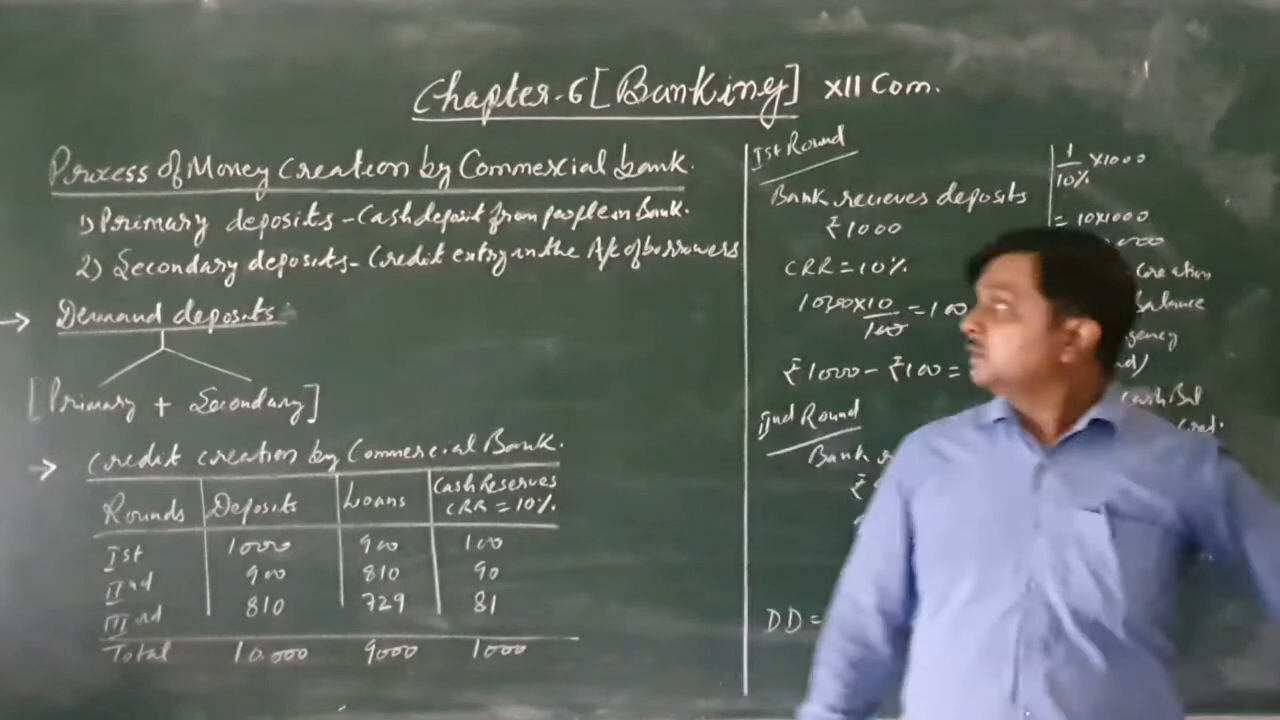 Chapter-6 [Banking] XII Com.
Process of Money Creation by Commercial bank.
1) Primary deposits - Cash deposit from people in Bank.
2) Secondary deposits - Credit entry in the A/c of borrowers
→ Demand deposits
[Primary + Secondary]
→ Credit creation by Commercial Bank.
Rounds Deposits Loans Cash Reserves CRR = 10%.
Ist 1000 900 100
IInd 900 810 90
IIIrd 810 729 81
Total 10,000 9000 1000
Ist Round
Bank recieves deposits
₹1000
CRR = 10%.
1000×10/100 = 100
₹1000 - ₹100 =
IInd Round
Bank
₹
DD =
1/10% ×1000
= 10×1000
Creation
Balance
Cash Bal
Cred.